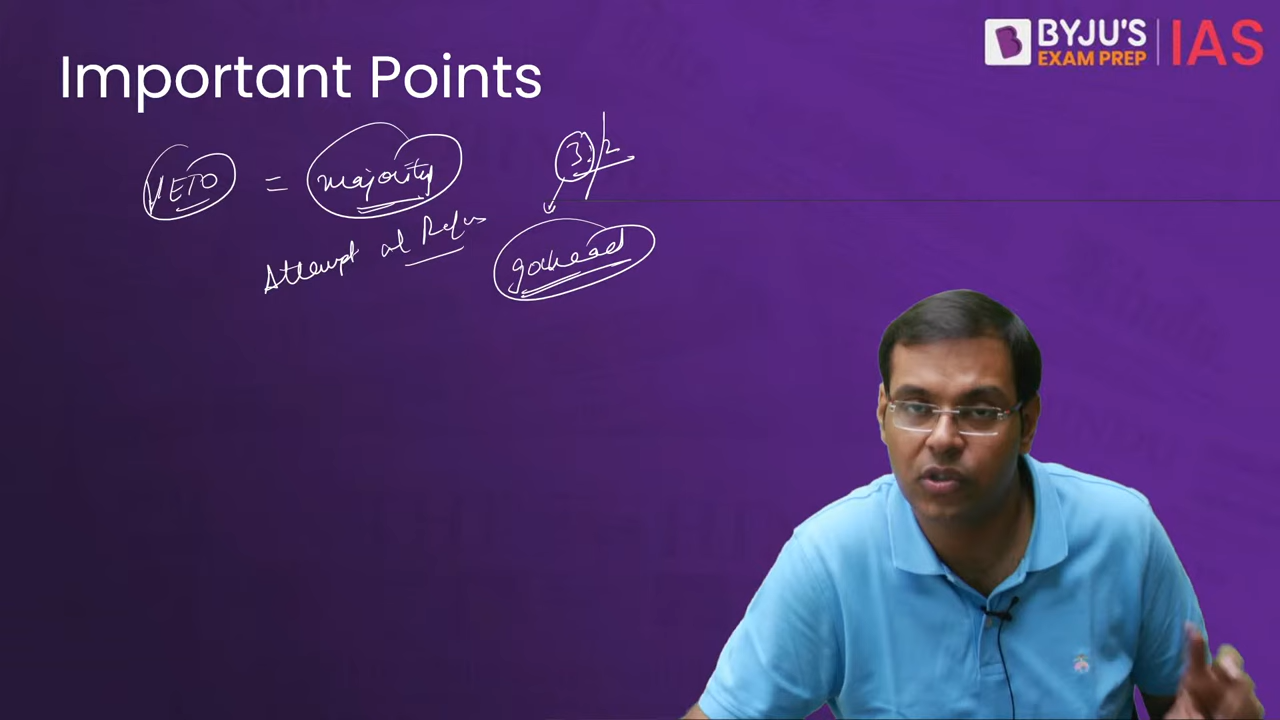 Important Points
BYJU'S
EXAM PREP
IAS
VETO = majority
3:2
Attempt at Refus
goahead